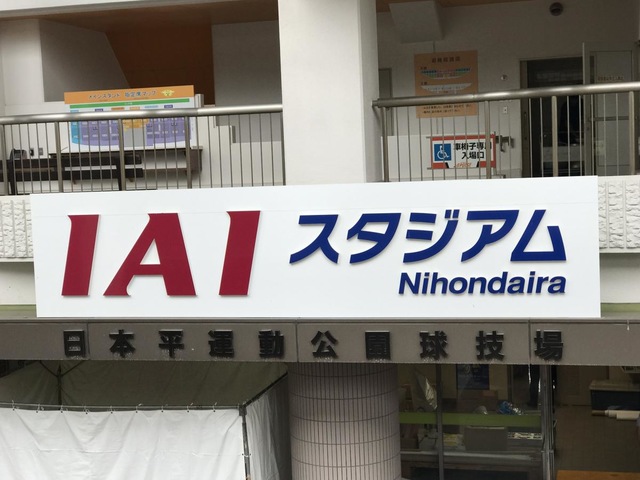 車椅子専用
入場口
IAI スタジアム
Nihondaira
日本平運動公園球技場